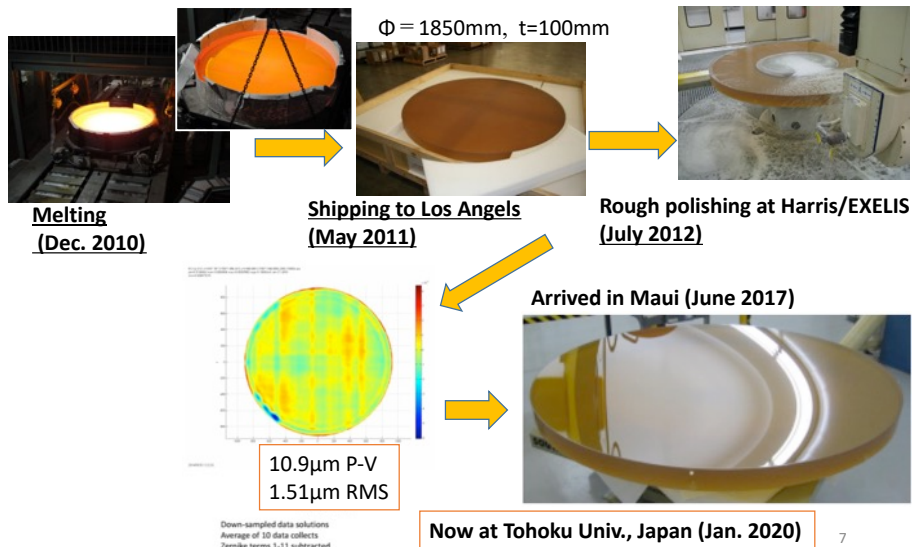 Φ＝1850mm, t=100mm
Melting
(Dec. 2010)
Shipping to Los Angels
(May 2011)
Rough polishing at Harris/EXELIS
(July 2012)
Arrived in Maui (June 2017)
10.9μm P-V
1.51μm RMS
Down-sampled data solutions
Average of 10 data collects
Zernike terms 1-11 subtracted
Now at Tohoku Univ., Japan (Jan. 2020)
7